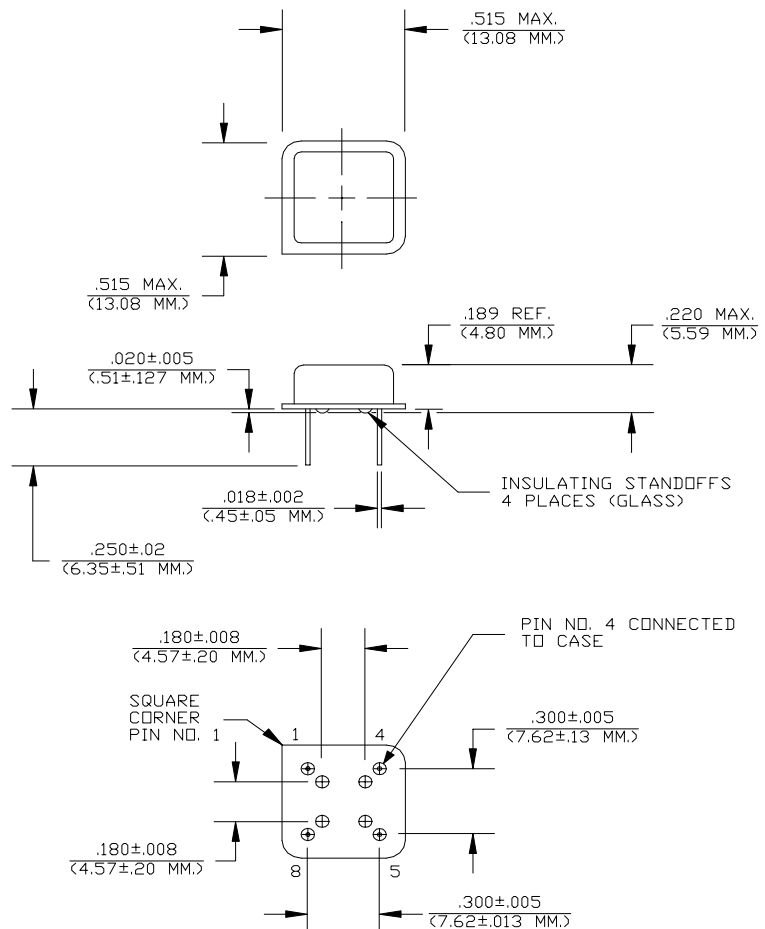 .515 MAX.
(13.08 MM.)
.515 MAX.
(13.08 MM.)
.189 REF.
(4.80 MM.)
.220 MAX.
(5.59 MM.)
.020±.005
(.51±.127 MM.)
INSULATING STANDOFFS
4 PLACES (GLASS)
.018±.002
(.45±.05 MM.)
.250±.02
(6.35±.51 MM.)
PIN NO. 4 CONNECTED
TO CASE
.180±.008
(4.57±.20 MM.)
SQUARE
CORNER
PIN NO. 1
1
4
.300±.005
(7.62±.13 MM.)
.180±.008
(4.57±.20 MM.)
8
5
.300±.005
(7.62±.013 MM.)